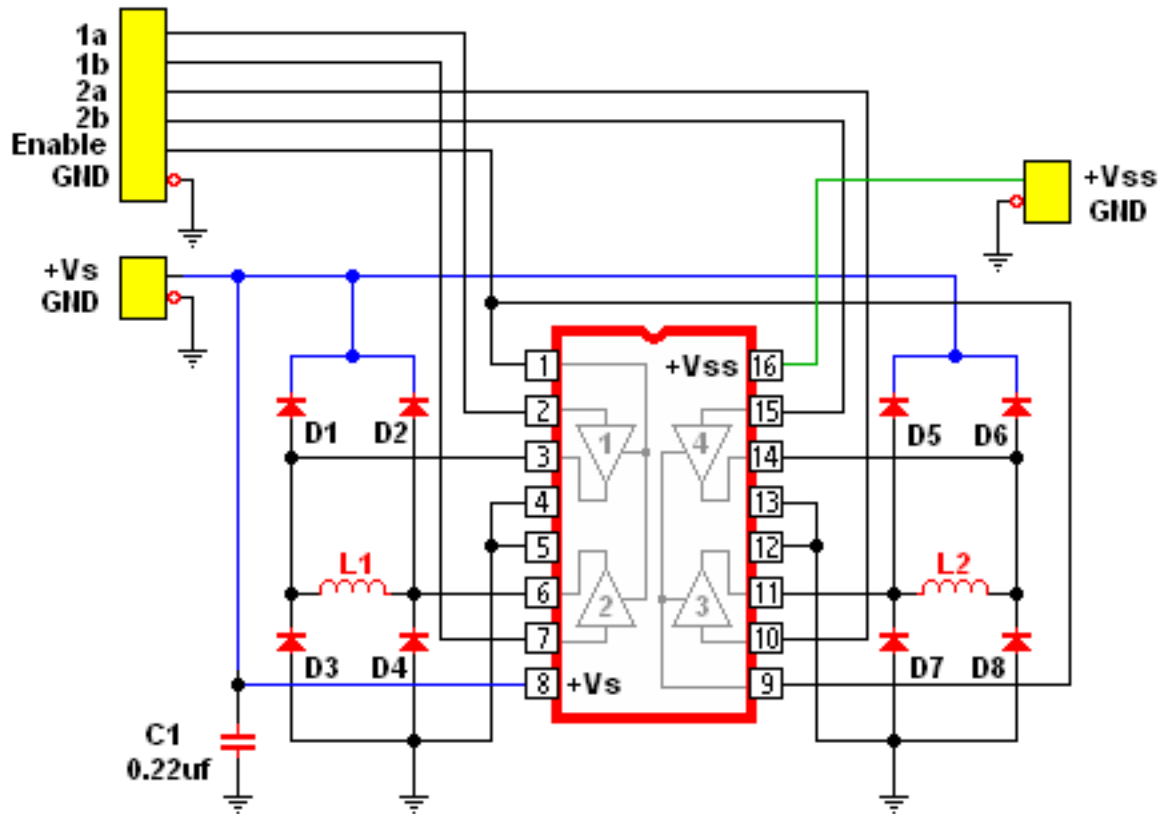 1a
1b
2a
2b
Enable
GND
+Vss
GND
+Vs
GND
1
+Vss
16
2
15
D1
D2
1
4
D5
D6
3
14
4
13
5
12
L1
L2
6
11
2
3
7
10
D3
D4
D7
D8
8
+Vs
9
C1
0.22uf